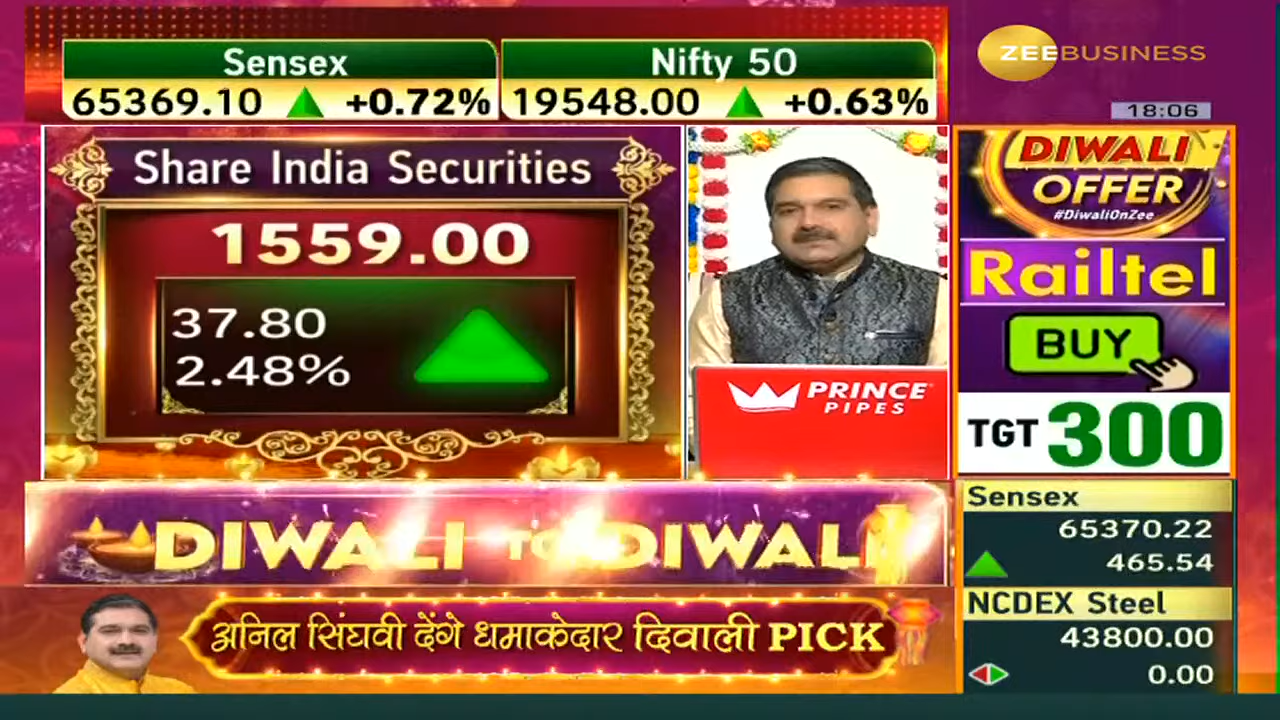 Sensex
65369.10 +0.72%
Nifty 50
19548.00 +0.63%
ZEEBUSINESS
18:06
Share India Securities
1559.00
37.80
2.48%
PRINCE
PIPES
DIWALI
OFFER
#DiwaliOnZee
Railtel
BUY
TGT 300
Sensex
65370.22
465.54
NCDEX Steel
43800.00
0.00
DIWALI TO DIWALI
अनिल सिंघवी देंगे धमाकेदार दिवाली PICK